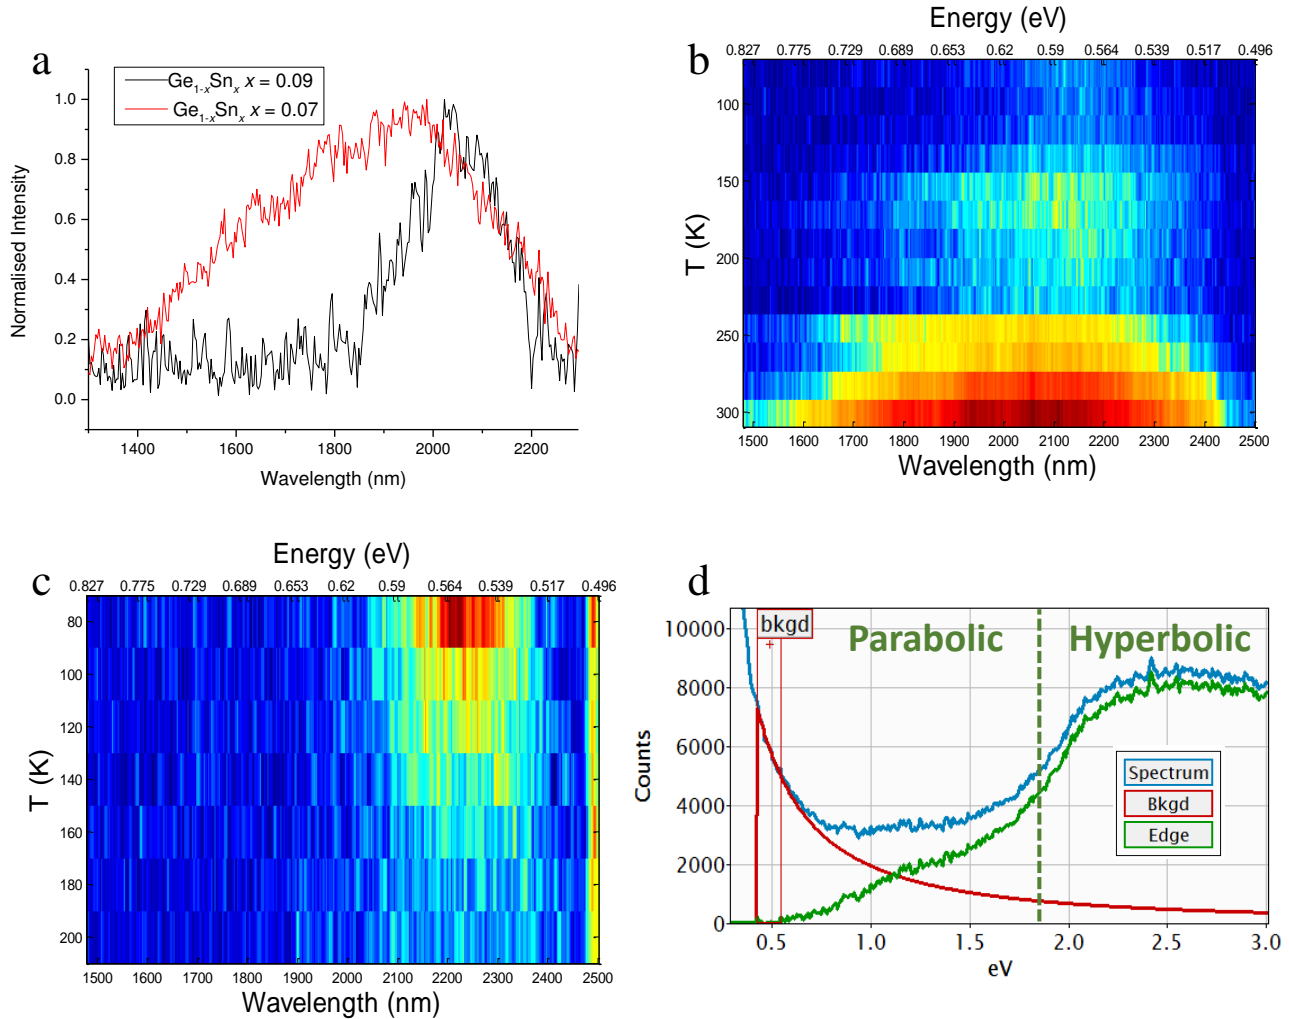 a
Ge1-xSnx x = 0.09
Ge1-xSnx x = 0.07
1.0
0.8
0.6
0.4
0.2
0.0
Normalised Intensity
1400 1600 1800 2000 2200
Wavelength (nm)
b
Energy (eV)
0.827 0.775 0.729 0.689 0.653 0.62 0.59 0.564 0.539 0.517 0.496
100
150
200
250
300
T (K)
1500 1600 1700 1800 1900 2000 2100 2200 2300 2400 2500
Wavelength (nm)
c
Energy (eV)
0.827 0.775 0.729 0.689 0.653 0.62 0.59 0.564 0.539 0.517 0.496
80
100
120
140
160
180
200
T (K)
1500 1600 1700 1800 1900 2000 2100 2200 2300 2400 2500
Wavelength (nm)
d
bkgd
Parabolic
Hyperbolic
10000
8000
6000
4000
2000
0
Counts
Spectrum
Bkgd
Edge
0.5 1.0 1.5 2.0 2.5 3.0
eV